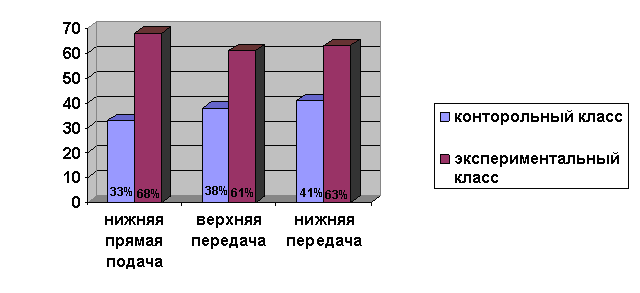 70
60
50
40
30
20
10
0
33% 68% 38% 61% 41% 63%
нижняя прямая подача
верхняя передача
нижняя передача
конторольный класс
экспериментальный
класс